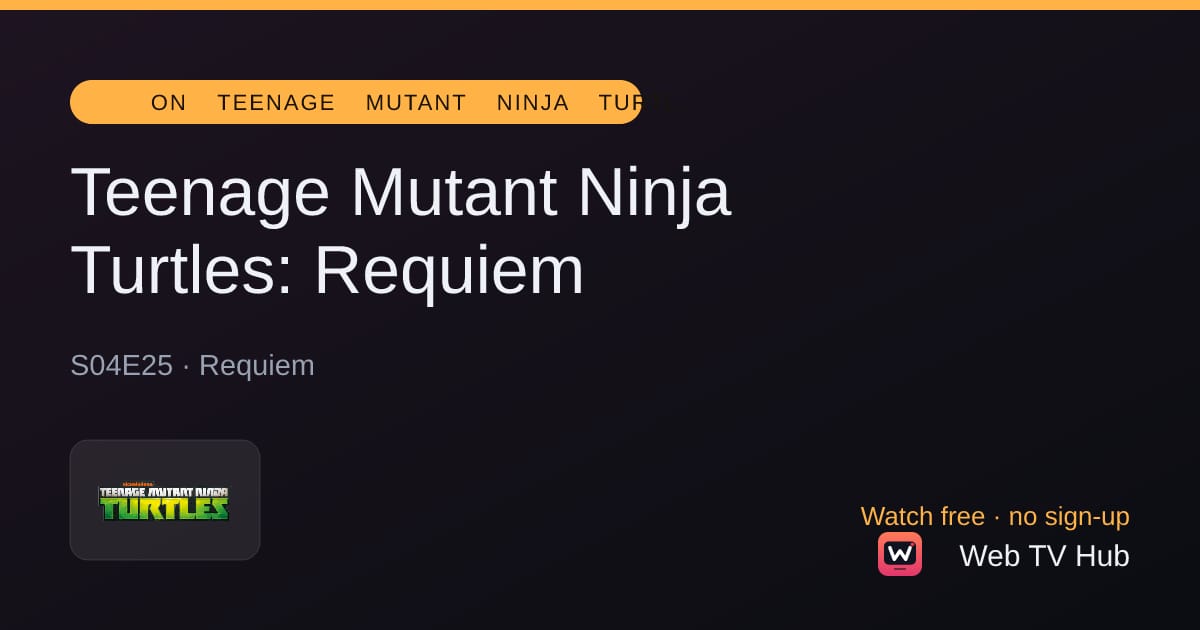 ON TEENAGE MUTANT NINJA
Teenage Mutant Ninja
Turtles: Requiem
S04E25 · Requiem
nickelodeon
TEENAGE MUTANT NINJA
TURTLES
Watch free · no sign-up
W
Web TV Hub